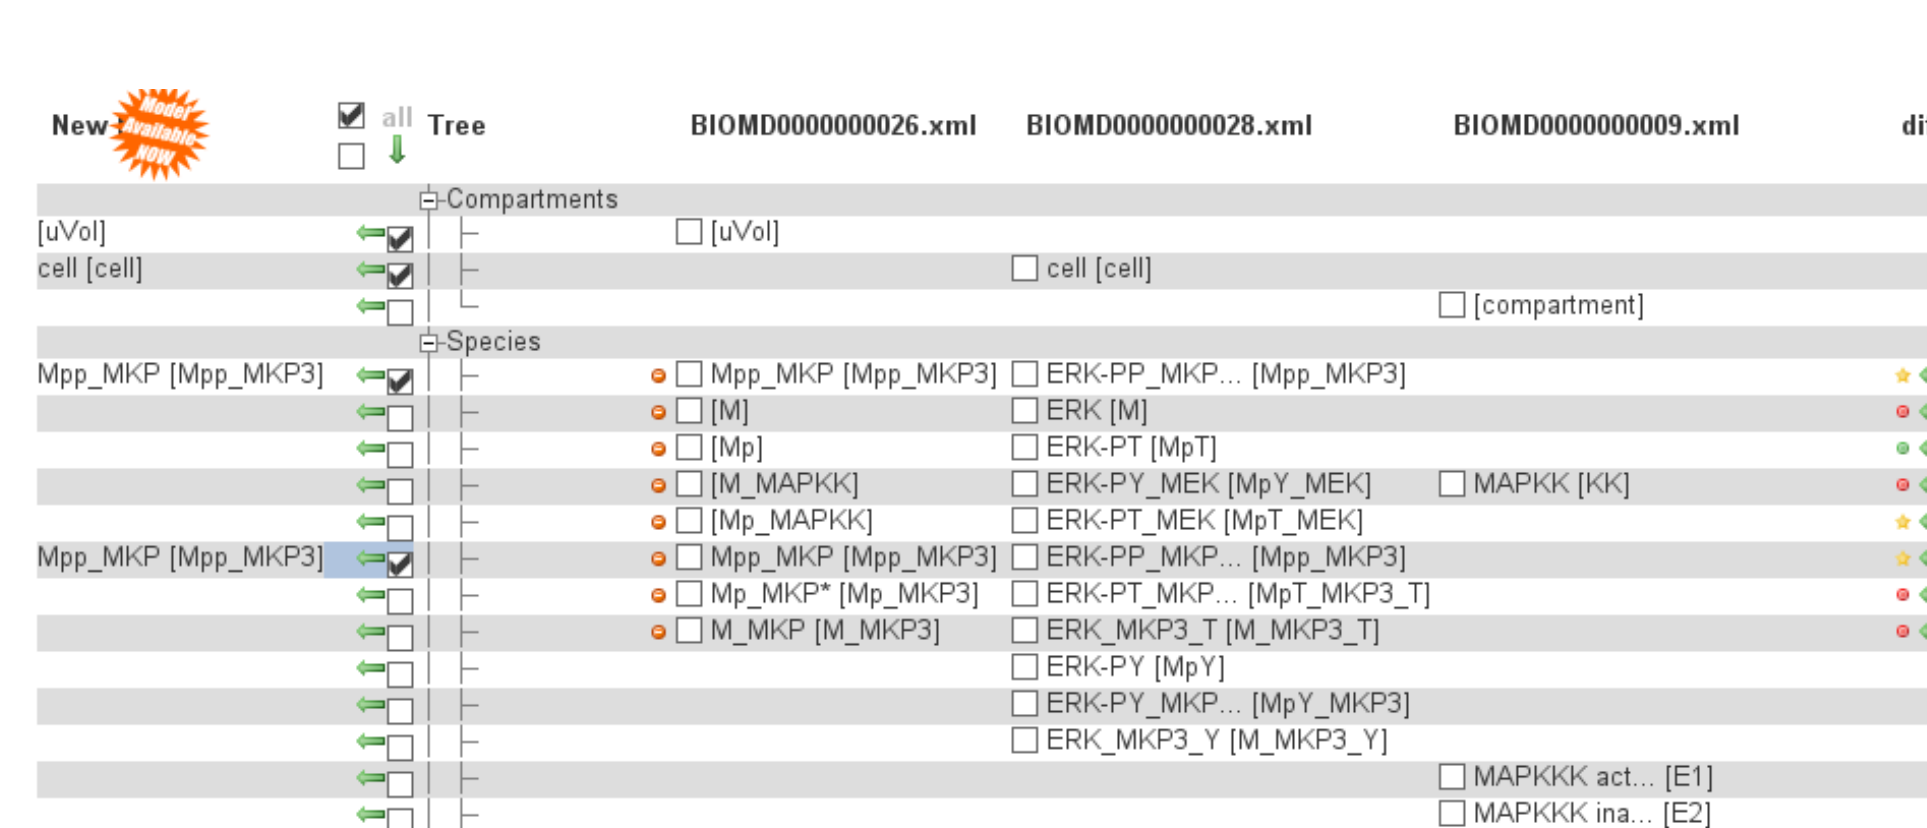 New
Model
Available
NOW
all
Tree
BIOMD0000000026.xml
BIOMD0000000028.xml
BIOMD0000000009.xml
Compartments
[uVol] [uVol]
cell [cell] cell [cell]
[compartment]
Species
Mpp_MKP [Mpp_MKP3] Mpp_MKP [Mpp_MKP3] ERK-PP_MKP... [Mpp_MKP3]
[M] ERK [M]
[Mp] ERK-PT [MpT]
[M_MAPKK] ERK-PY_MEK [MpY_MEK] MAPKK [KK]
[Mp_MAPKK] ERK-PT_MEK [MpT_MEK]
Mpp_MKP [Mpp_MKP3] Mpp_MKP [Mpp_MKP3] ERK-PP_MKP... [Mpp_MKP3]
Mp_MKP* [Mp_MKP3] ERK-PT_MKP... [MpT_MKP3_T]
M_MKP [M_MKP3] ERK_MKP3_T [M_MKP3_T]
ERK-PY [MpY]
ERK-PY_MKP... [MpY_MKP3]
ERK_MKP3_Y [M_MKP3_Y]
MAPKKK act... [E1]
MAPKKK ina... [E2]